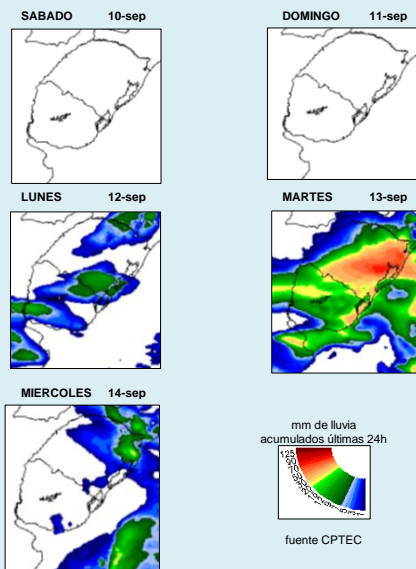 SABADO 10-sep
DOMINGO 11-sep
LUNES 12-sep
MARTES 13-sep
MIERCOLES 14-sep
mm de lluvia
acumulados últimas 24h
125
fuente CPTEC